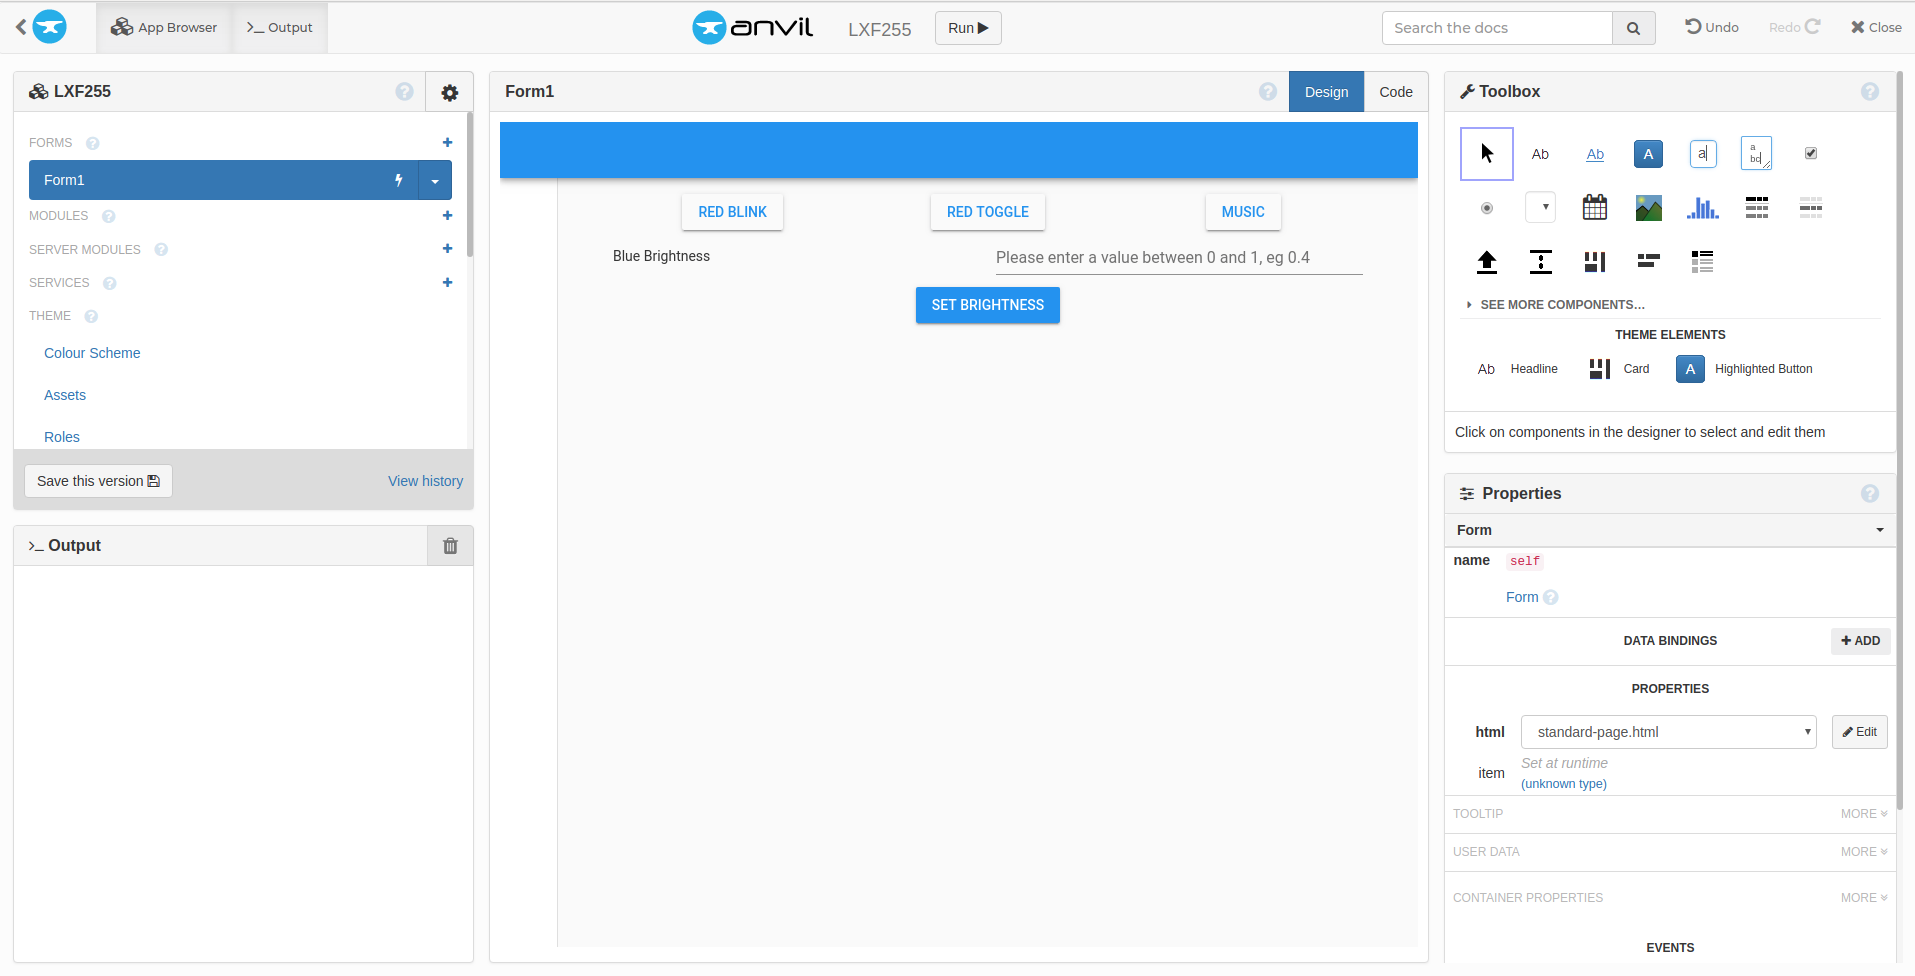 App Browser
Output
anvil
LXF255
Run
Search the docs
Undo
Redo
Close
LXF255
?
FORMS ?
Form1
MODULES ?
SERVER MODULES ?
SERVICES ?
THEME ?
Colour Scheme
Assets
Roles
Save this version
View history
Output
Form1
?
Design
Code
RED BLINK
RED TOGGLE
MUSIC
Blue Brightness
Please enter a value between 0 and 1, eg 0.4
SET BRIGHTNESS
Toolbox
?
Ab
Ab
A
a
a
bc
SEE MORE COMPONENTS...
THEME ELEMENTS
Ab Headline
Card
A Highlighted Button
Click on components in the designer to select and edit them
Properties
?
Form
name self
Form ?
DATA BINDINGS
+ ADD
PROPERTIES
html standard-page.html
Edit
item Set at runtime
(unknown type)
TOOLTIP MORE
USER DATA MORE
CONTAINER PROPERTIES MORE
EVENTS